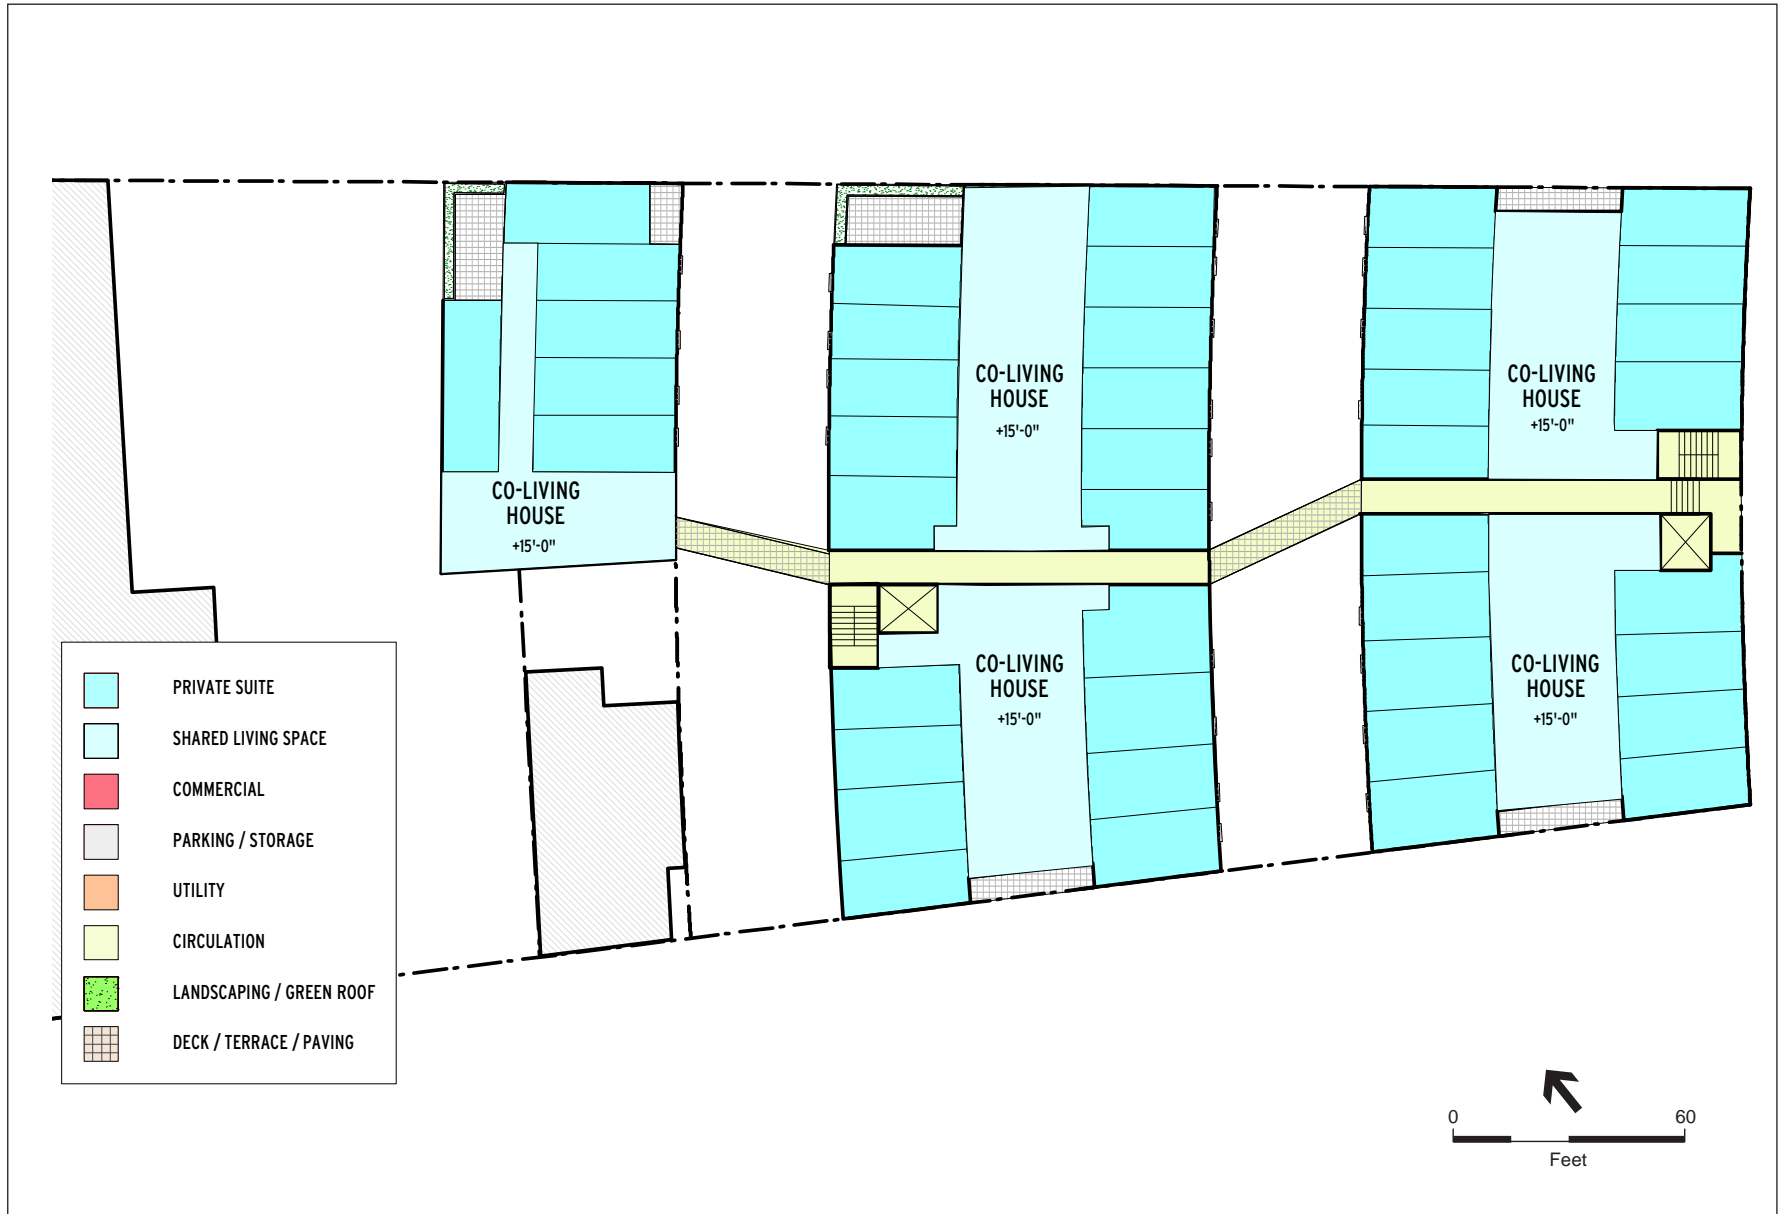 CO-LIVING
HOUSE
+15'-0"
CO-LIVING
HOUSE
+15'-0"
CO-LIVING
HOUSE
+15'-0"
CO-LIVING
HOUSE
+15'-0"
CO-LIVING
HOUSE
+15'-0"
PRIVATE SUITE
SHARED LIVING SPACE
COMMERCIAL
PARKING / STORAGE
UTILITY
CIRCULATION
LANDSCAPING / GREEN ROOF
DECK / TERRACE / PAVING
0 60
Feet